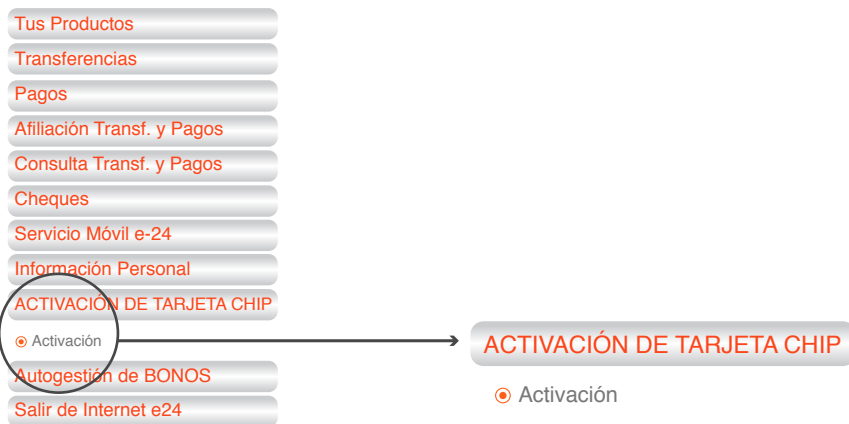 Tus Productos
Transferencias
Pagos
Afiliación Transf. y Pagos
Consulta Transf. y Pagos
Cheques
Servicio Móvil e-24
Información Personal
ACTIVACIÓN DE TARJETA CHIP
Activación
Autogestión de BONOS
Salir de Internet e24
ACTIVACIÓN DE TARJETA CHIP
Activación